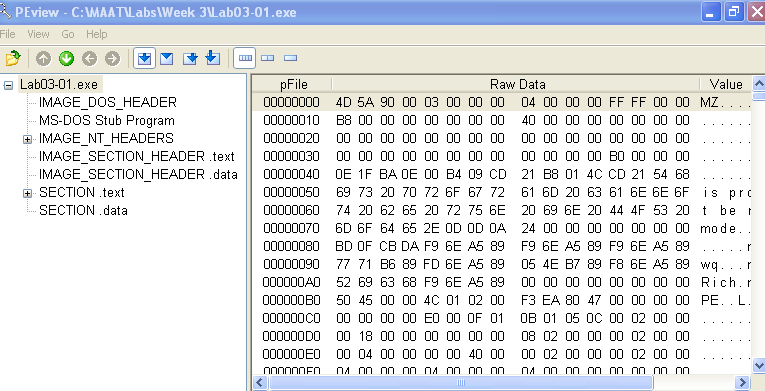 PEview - C:\MAAT\Labs\Week 3\Lab03-01.exe
File View Go Help
Lab03-01.exe
IMAGE_DOS_HEADER
MS-DOS Stub Program
IMAGE_NT_HEADERS
IMAGE_SECTION_HEADER .text
IMAGE_SECTION_HEADER .data
SECTION .text
SECTION .data
pFile Raw Data Value
00000000 4D 5A 90 00 03 00 00 00 04 00 00 00 FF FF 00 00 MZ. . . .
00000010 B8 00 00 00 00 00 00 00 40 00 00 00 00 00 00 00 . . . . . .
00000020 00 00 00 00 00 00 00 00 00 00 00 00 00 00 00 00 . . . . . .
00000030 00 00 00 00 00 00 00 00 00 00 00 00 B0 00 00 00 . . . . . .
00000040 0E 1F BA 0E 00 B4 09 CD 21 B8 01 4C CD 21 54 68 . . . . . .
00000050 69 73 20 70 72 6F 67 72 61 6D 20 63 61 6E 6E 6F is pro
00000060 74 20 62 65 20 72 75 6E 20 69 6E 20 44 4F 53 20 t be r
00000070 6D 6F 64 65 2E 0D 0D 0A 24 00 00 00 00 00 00 00 mode. .
00000080 BD 0F CB DA F9 6E A5 89 F9 6E A5 89 F9 6E A5 89 . . . . . r
00000090 77 71 B6 89 FD 6E A5 89 05 4E B7 89 F8 6E A5 89 wq. . . r
000000A0 52 69 63 68 F9 6E A5 89 00 00 00 00 00 00 00 00 Rich. r
000000B0 50 45 00 00 4C 01 02 00 F3 EA 80 47 00 00 00 00 PE. . L.
000000C0 00 00 00 00 E0 00 0F 01 0B 01 05 0C 00 02 00 00 . . . . . .
000000D0 00 18 00 00 00 00 00 00 08 02 00 00 00 02 00 00 . . . . . .
000000E0 00 04 00 00 00 00 40 00 00 02 00 00 00 02 00 00 . . . . . .